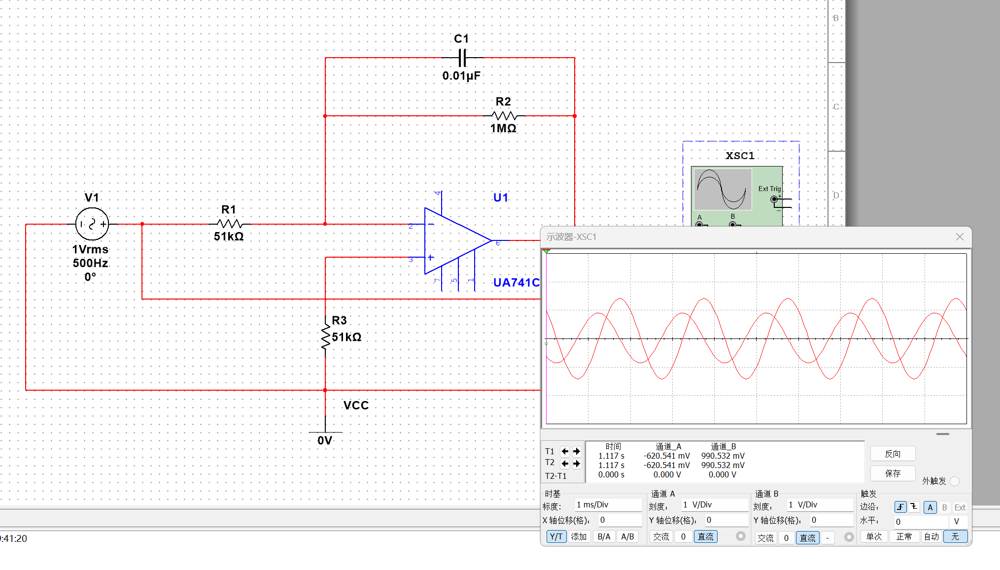 B
C1
0.01µF
R2
C
1MΩ
XSC1
Ext Trig
+
−
A
B
D
V1
R1
51kΩ
1Vrms
500Hz
0°
U1
4
2
3
6
7
5
1
UA741C
R3
51kΩ
VCC
0V
示波器-XSC1
T1
T2
T2-T1
时间 通道_A 通道_B
1.117 s -620.541 mV 990.532 mV
1.117 s -620.541 mV 990.532 mV
0.000 s 0.000 V 0.000 V
反向
保存
外触发
时基
标度： 1 ms/Div
X 轴位移(格)： 0
Y/T 添加 B/A A/B
通道 A
刻度： 1 V/Div
Y 轴位移(格)： 0
交流 0 直流
通道 B
刻度： 1 V/Div
Y 轴位移(格)： 0
交流 0 直流 -
触发
边沿： A B Ext
水平： 0 V
单次 正常 自动 无
:41:20